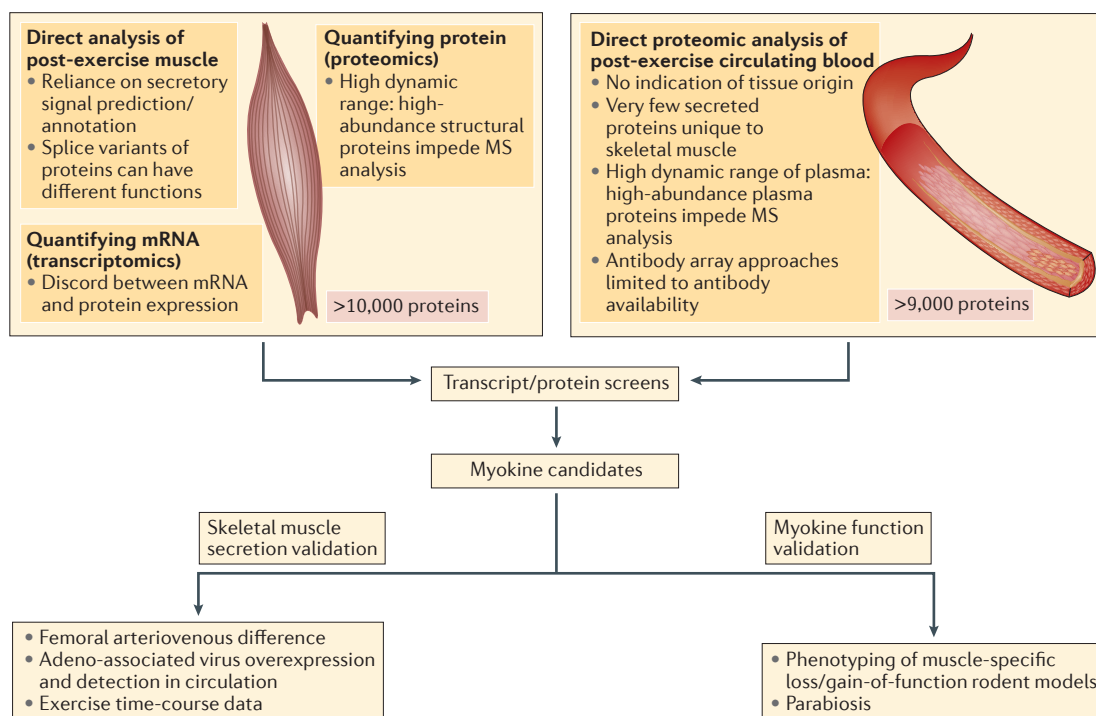 Direct analysis of
post-exercise muscle
• Reliance on secretory
signal prediction/
annotation
• Splice variants of
proteins can have
different functions
Quantifying protein
(proteomics)
• High dynamic
range: high-
abundance structural
proteins impede MS
analysis
Quantifying mRNA
(transcriptomics)
• Discord between mRNA
and protein expression
>10,000 proteins
Direct proteomic analysis of
post-exercise circulating blood
• No indication of tissue origin
• Very few secreted
proteins unique to
skeletal muscle
• High dynamic range of plasma:
high-abundance plasma
proteins impede MS
analysis
• Antibody array approaches
limited to antibody
availability
>9,000 proteins
Transcript/protein screens
Myokine candidates
Skeletal muscle
secretion validation
Myokine function
validation
• Femoral arteriovenous difference
• Adeno-associated virus overexpression
and detection in circulation
• Exercise time-course data
• Phenotyping of muscle-specific
loss/gain-of-function rodent models
• Parabiosis